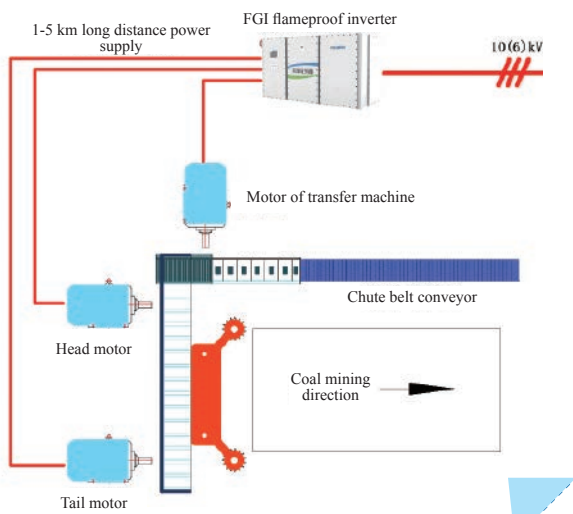 FGI flameproof inverter
1-5 km long distance power
supply
10(6)kV
Motor of transfer machine
Chute belt conveyor
Head motor
Coal mining
direction
Tail motor